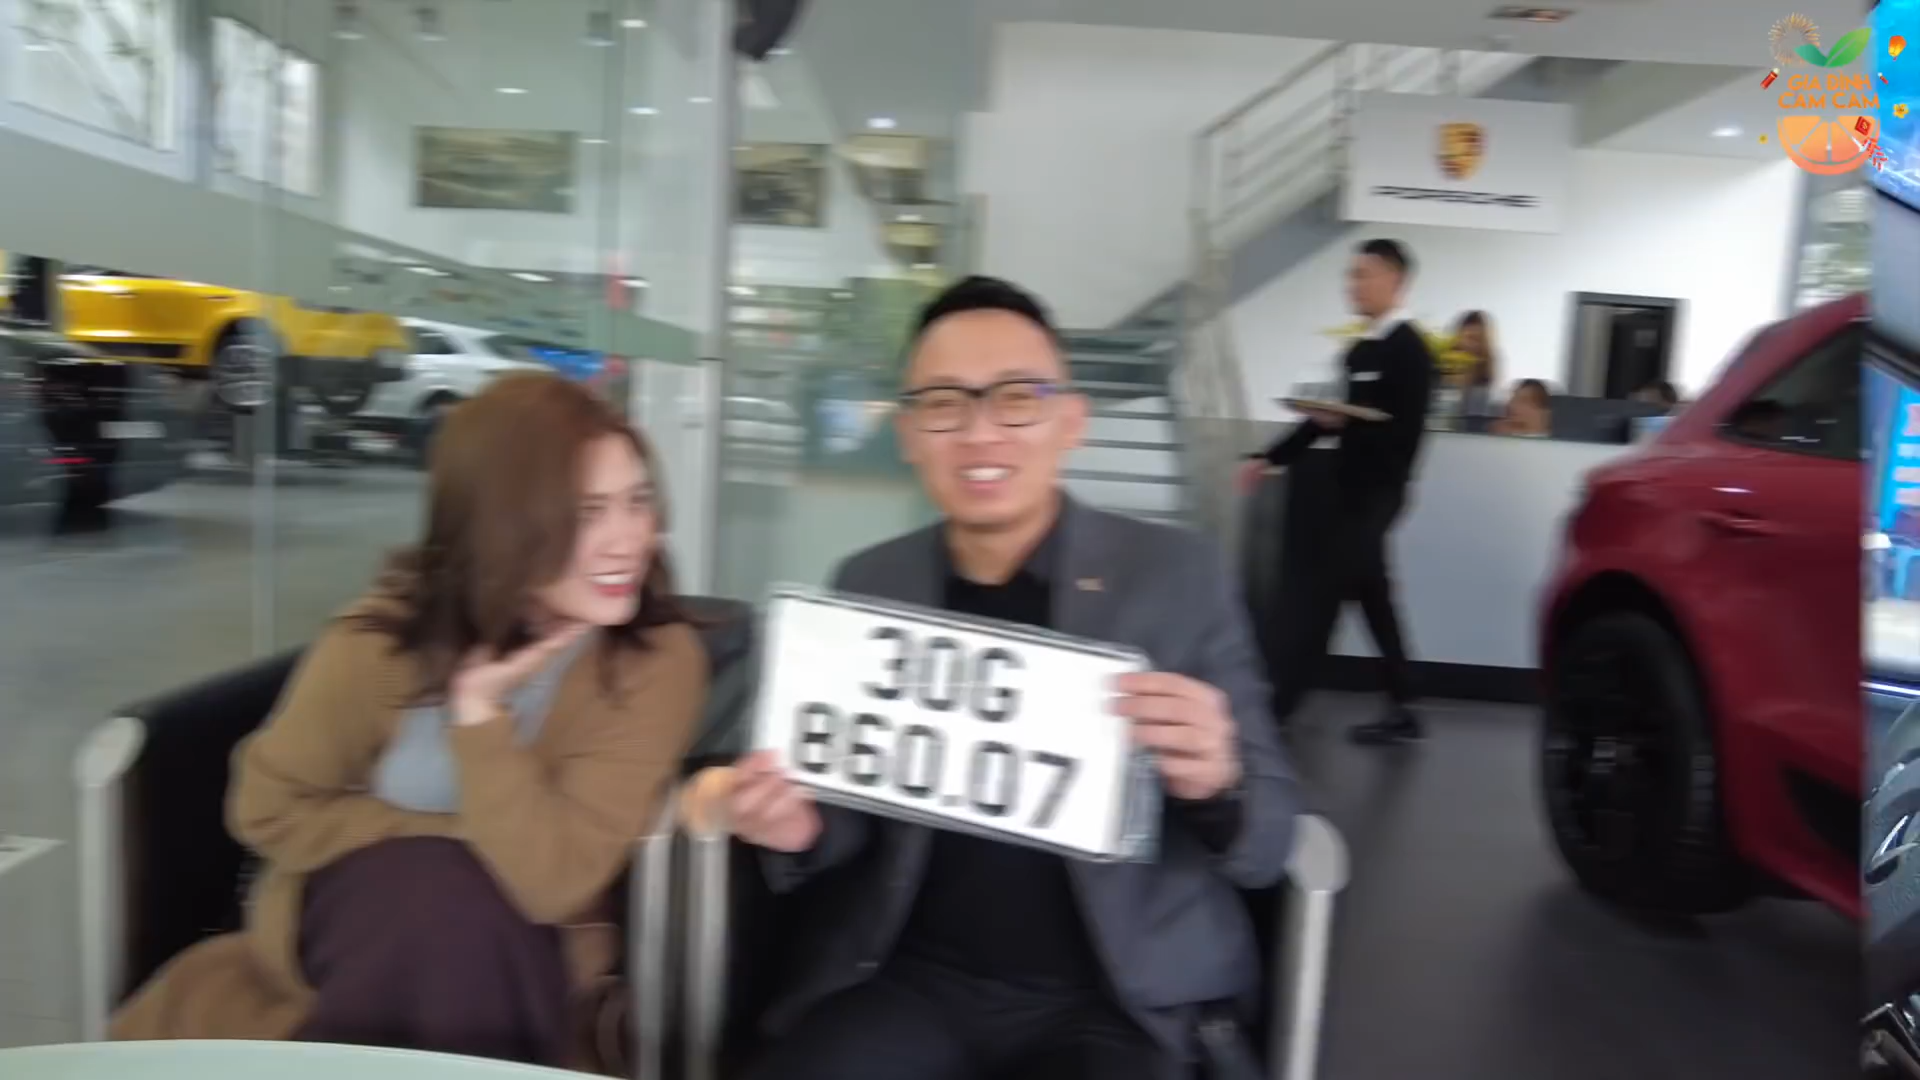 GIA ĐÌNH
CAM CAM
PORSCHE
30G
860.07